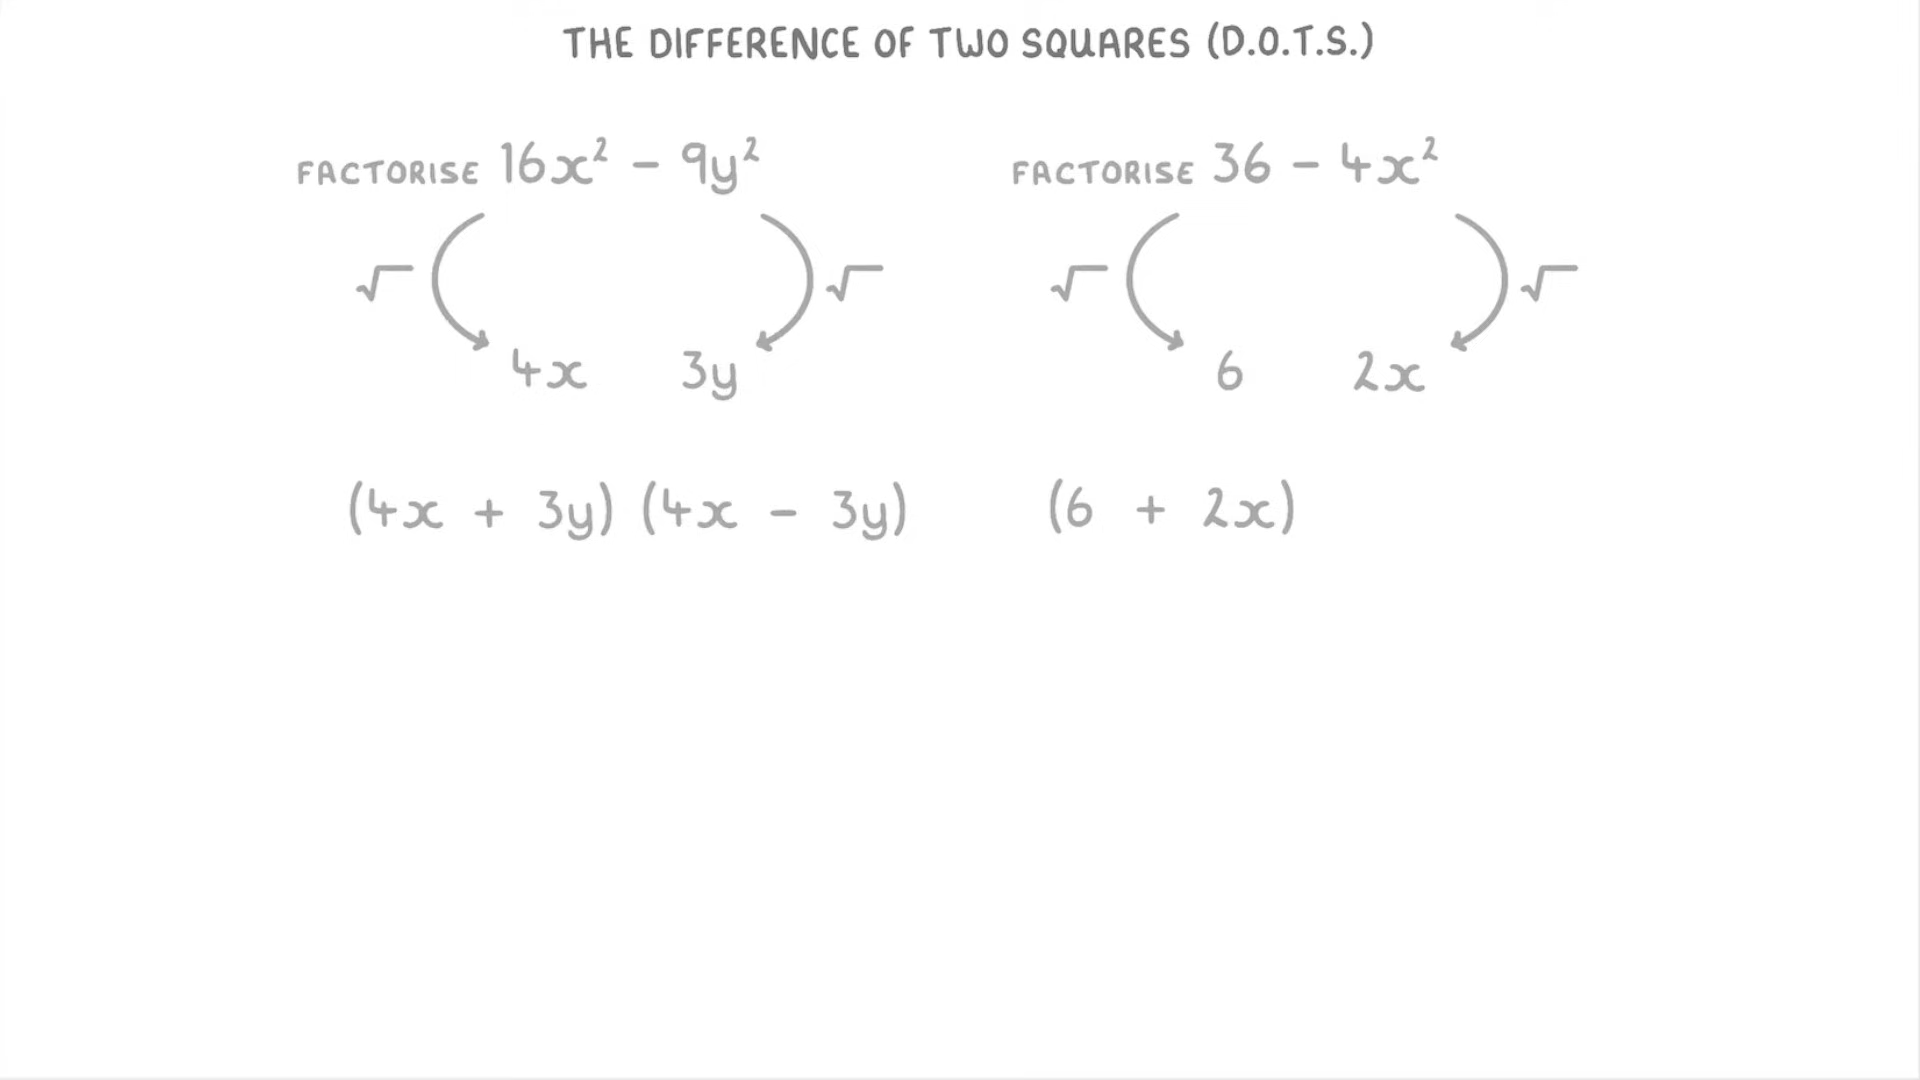 THE DIFFERENCE OF TWO SQUARES (D.O.T.S.)
FACTORISE 16x² - 9y²
√ √
4x 3y
(4x + 3y) (4x - 3y)
FACTORISE 36 - 4x²
√ √
6 2x
(6 + 2x)